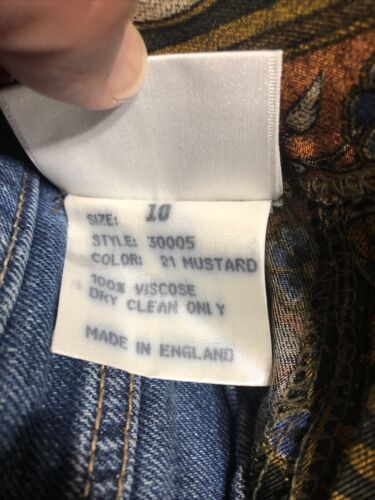 SIZE: 10
STYLE: 30005
COLOR: 21 MUSTARD
100% VISCOSE
DRY CLEAN ONLY
MADE IN ENGLAND